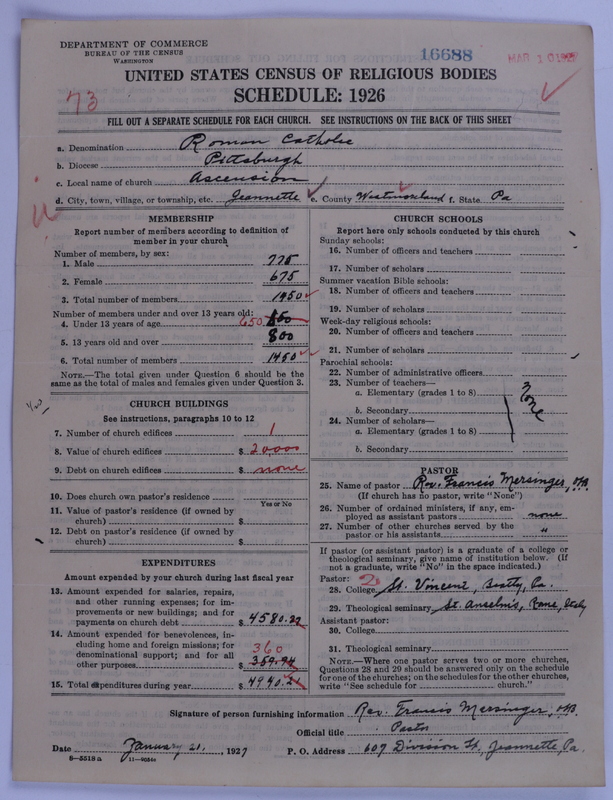 DEPARTMENT OF COMMERCE
BUREAU OF THE CENSUS
WASHINGTON
16688
MAR 10 1927
UNITED STATES CENSUS OF RELIGIOUS BODIES
73
SCHEDULE: 1926
FILL OUT A SEPARATE SCHEDULE FOR EACH CHURCH. SEE INSTRUCTIONS ON THE BACK OF THIS SHEET
a. Denomination Roman Catholic
b. Diocese Pittsburgh
c. Local name of church Ascension
d. City, town, village, or township, etc. Jeannette e. County Westmoreland f. State Pa
MEMBERSHIP
Report number of members according to definition of member in your church
Number of members, by sex:
1. Male 775
2. Female 675
3. Total number of members 1450
Number of members under and over 13 years old:
4. Under 13 years of age 650
5. 13 years old and over 800
6. Total number of members 1450
NOTE.—The total given under Question 6 should be the
same as the total of males and females given under Question 3.
CHURCH BUILDINGS
See instructions, paragraphs 10 to 12
7. Number of church edifices 1
8. Value of church edifices $ 20,000
9. Debt on church edifices $ none
10. Does church own pastor's residence
Yes or No
11. Value of pastor's residence (if owned by
church) $
12. Debt on pastor's residence (if owned by
church) $
EXPENDITURES
Amount expended by your church during last fiscal year
13. Amount expended for salaries, repairs,
and other running expenses; for im-
provements or new buildings; and for
payments on church debt $ 4580.27
14. Amount expended for benevolences, in-
cluding home and foreign missions; for
denominational support; and for all
other purposes $ 359.94
360
15. Total expenditures during year $ 4940.21
CHURCH SCHOOLS
Report here only schools conducted by this church
Sunday schools:
16. Number of officers and teachers
17. Number of scholars
Summer vacation Bible schools:
18. Number of officers and teachers
19. Number of scholars
Week-day religious schools:
20. Number of officers and teachers
21. Number of scholars
Parochial schools:
22. Number of administrative officers
23. Number of teachers—
a. Elementary (grades 1 to 8)
b. Secondary
none
24. Number of scholars—
a. Elementary (grades 1 to 8)
b. Secondary
PASTOR
25. Name of pastor Rev. Francis Mersinger, OSB
(If church has no pastor, write "None")
26. Number of ordained ministers, if any, em-
ployed as assistant pastors none
27. Number of other churches served by the
pastor or his assistants "
If pastor (or assistant pastor) is a graduate of a college or
theological seminary, give name of institution below. (If
not a graduate, write "No" in the space indicated.)
Pastor: 2
28. College St. Vincent, Beatty, Pa.
29. Theological seminary St. Anselm's, Rome, Italy
Assistant pastor:
30. College
31. Theological seminary
NOTE.—Where one pastor serves two or more churches,
Questions 28 and 29 should be answered only on the schedule
for one of the churches; on the schedules for the other churches,
write "See schedule for church."
Signature of person furnishing information Rev. Francis Mersinger OSB
Official title Pastor
Date January 21, 1927 P. O. Address 607 Division St., Jeannette, Pa.
8—5518 a